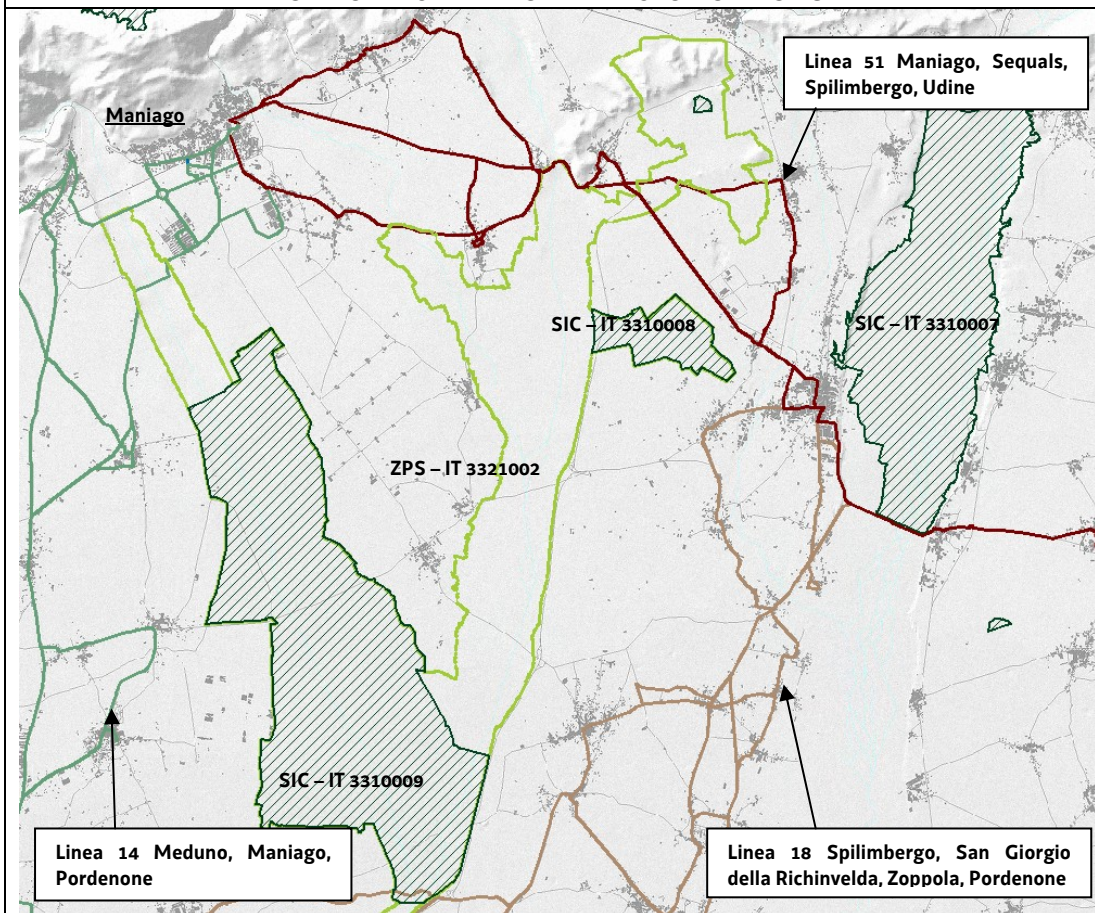 Linea 51 Maniago, Sequals,
Spilimbergo, Udine
Maniago
SIC – IT 3310008
SIC – IT 3310007
ZPS – IT 3321002
SIC – IT 3310009
Linea 14 Meduno, Maniago,
Pordenone
Linea 18 Spilimbergo, San Giorgio
della Richinvelda, Zoppola, Pordenone